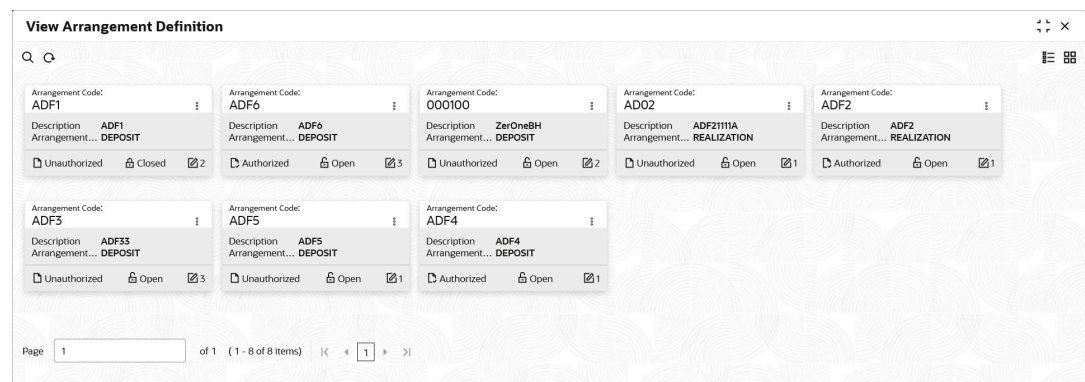 View Arrangement Definition
Arrangement Code:
ADF1
Description ADF1
Arrangement... DEPOSIT
Unauthorized Closed 2
Arrangement Code:
ADF6
Description ADF6
Arrangement... DEPOSIT
Authorized Open 3
Arrangement Code:
000100
Description ZerOneBH
Arrangement... DEPOSIT
Unauthorized Open 2
Arrangement Code:
AD02
Description ADF21111A
Arrangement... REALIZATION
Unauthorized Open 1
Arrangement Code:
ADF2
Description ADF2
Arrangement... REALIZATION
Authorized Open 1
Arrangement Code:
ADF3
Description ADF33
Arrangement... DEPOSIT
Unauthorized Open 3
Arrangement Code:
ADF5
Description ADF5
Arrangement... DEPOSIT
Unauthorized Open 1
Arrangement Code:
ADF4
Description ADF4
Arrangement... DEPOSIT
Authorized Open 1
Page 1 of 1 ( 1 - 8 of 8 items) 1